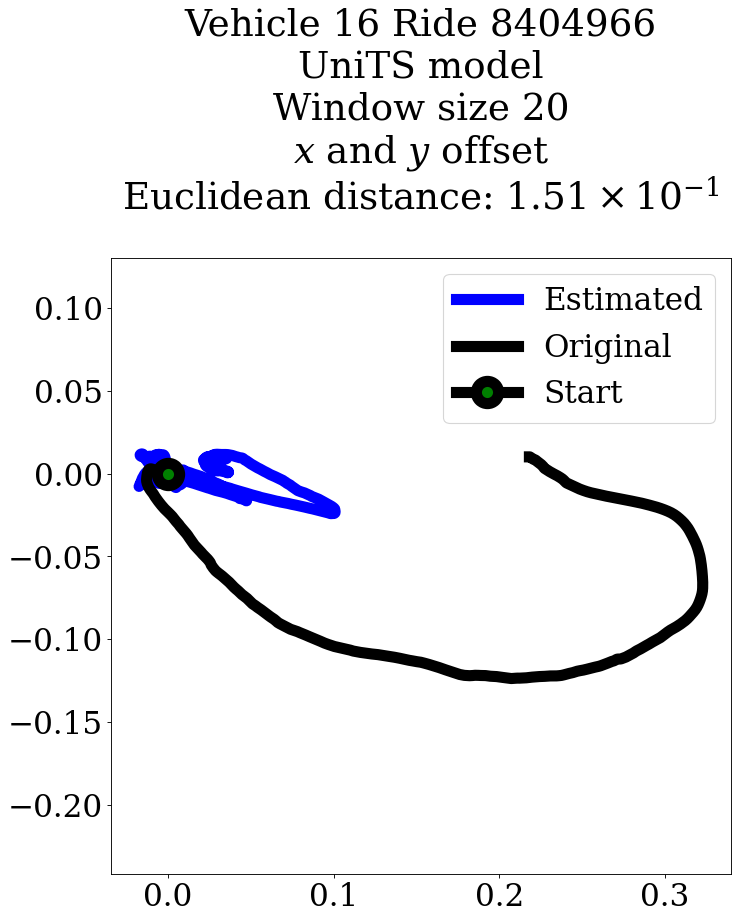 Vehicle 16 Ride 8404966
UniTS model
Window size 20
x and y offset
Euclidean distance: 1.51 × 10⁻¹
Estimated
Original
Start
0.10
0.05
0.00
−0.05
−0.10
−0.15
−0.20
0.0 0.1 0.2 0.3